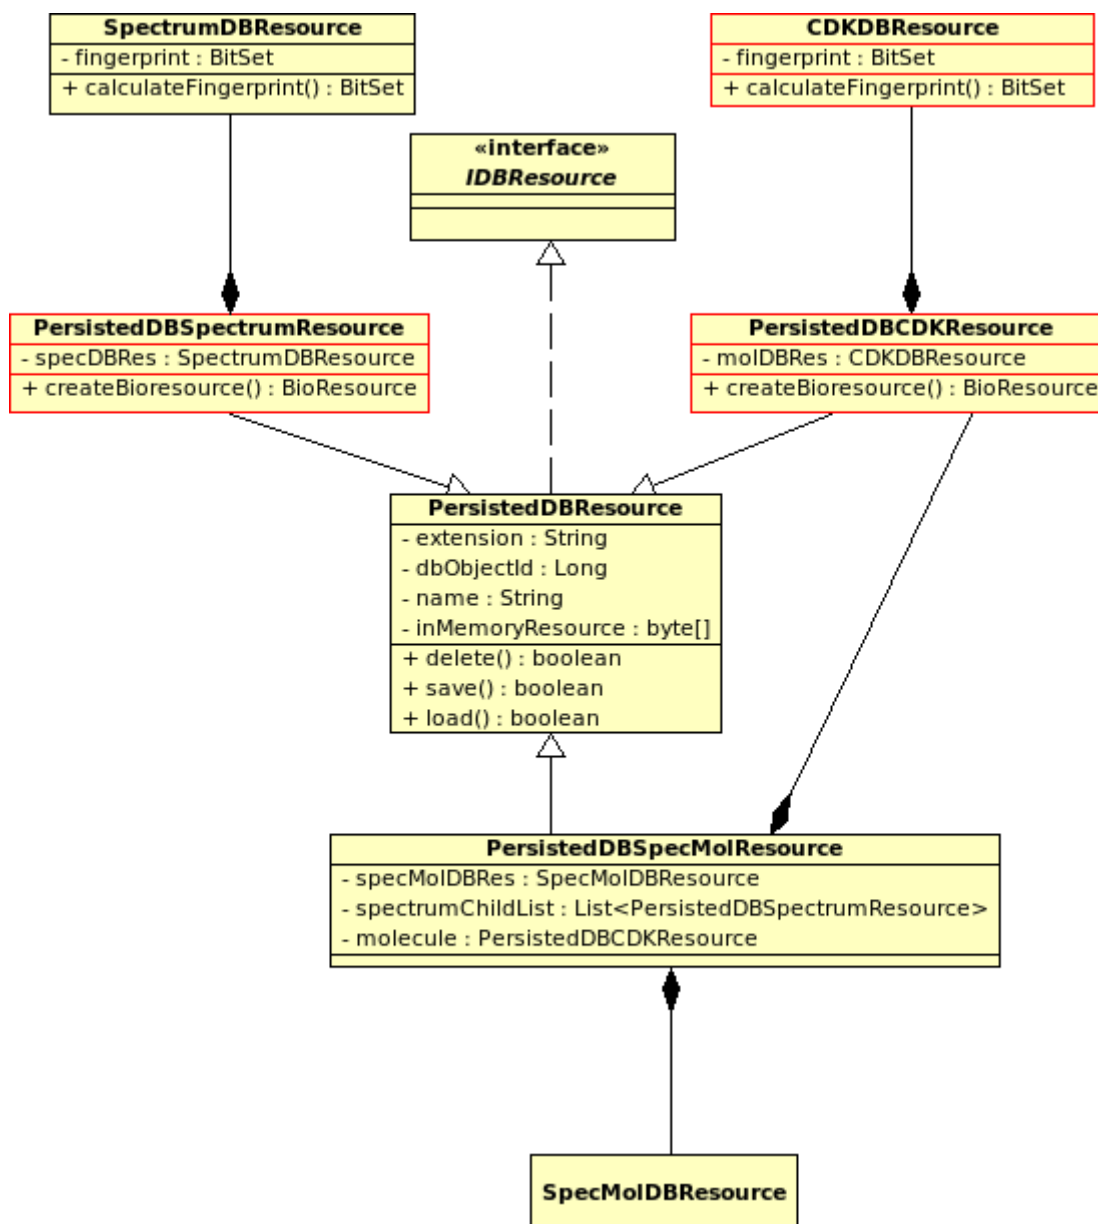 SpectrumDBResource
- fingerprint : BitSet
+ calculateFingerprint() : BitSet
CDKDBResource
- fingerprint : BitSet
+ calculateFingerprint() : BitSet
«interface»
IDBResource
PersistedDBSpectrumResource
- specDBRes : SpectrumDBResource
+ createBioresource() : BioResource
PersistedDBCDKResource
- molDBRes : CDKDBResource
+ createBioresource() : BioResource
PersistedDBResource
- extension : String
- dbObjectId : Long
- name : String
- inMemoryResource : byte[]
+ delete() : boolean
+ save() : boolean
+ load() : boolean
PersistedDBSpecMolResource
- specMolDBRes : SpecMolDBResource
- spectrumChildList : List<PersistedDBSpectrumResource>
- molecule : PersistedDBCDKResource
SpecMolDBResource